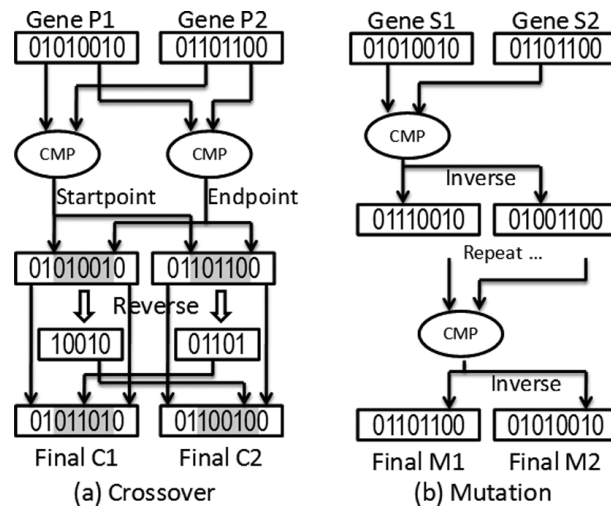 Gene P1
Gene P2
01010010
01101100
CMP
CMP
Startpoint
Endpoint
01010010
01101100
Reverse
10010
01101
01011010
01100100
Final C1
Final C2
(a) Crossover
Gene S1
Gene S2
01010010
01101100
CMP
Inverse
01110010
01001100
Repeat ...
CMP
Inverse
01101100
01010010
Final M1
Final M2
(b) Mutation